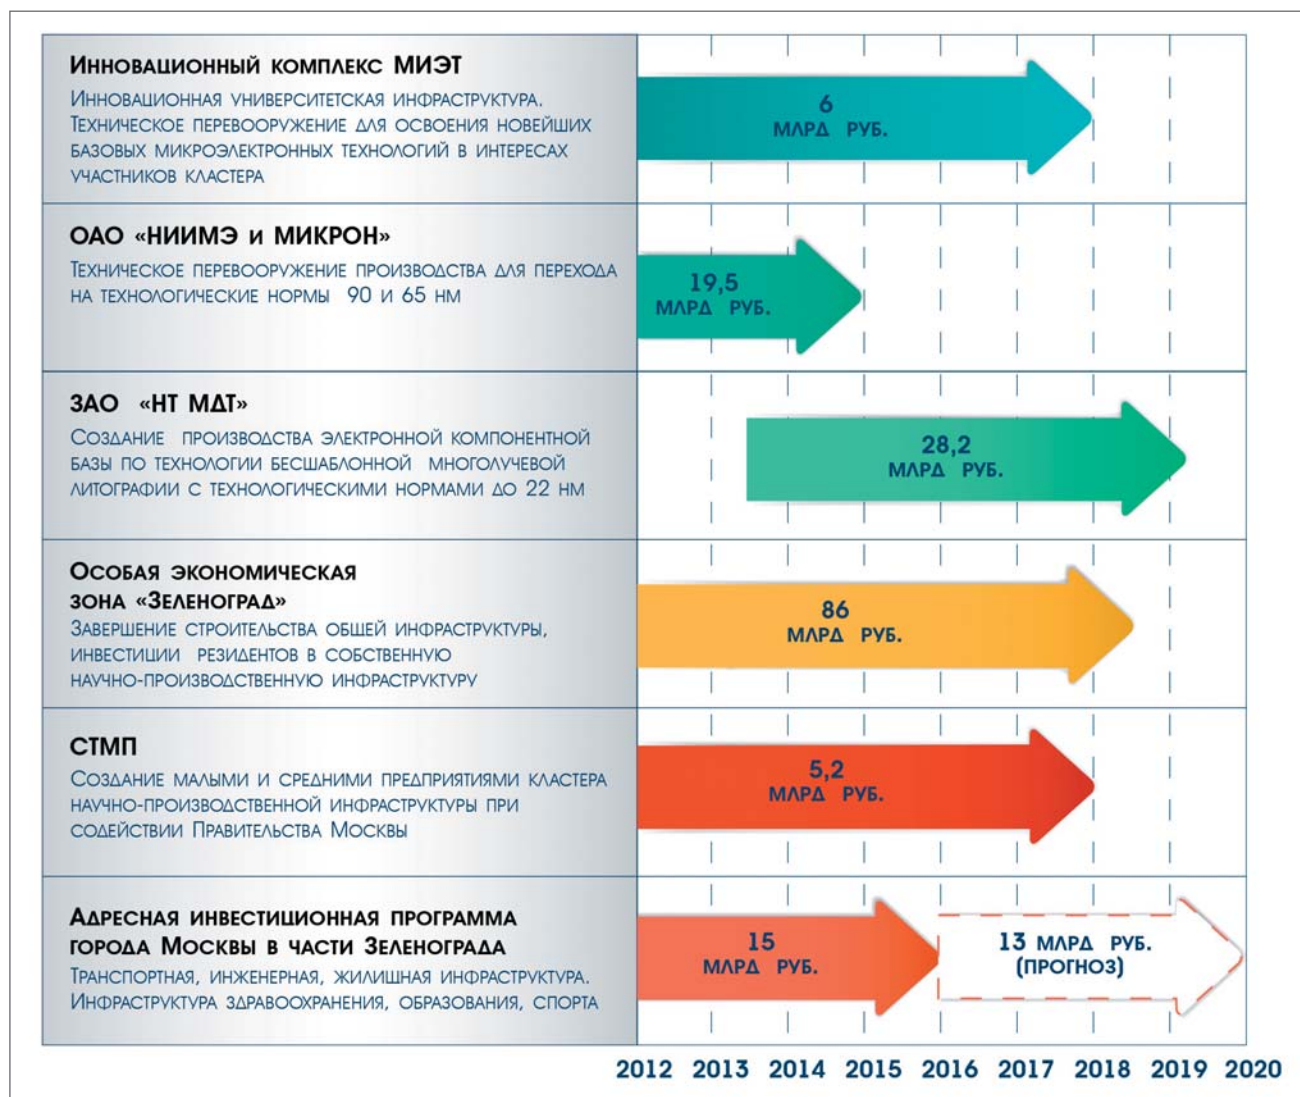 Инновационный комплекс МИЭТ
Инновационная университетская инфраструктура.
Техническое перевооружение для освоения новейших
базовых микроэлектронных технологий в интересах
участников кластера
6
млрд руб.
ОАО «НИИМЭ и МИКРОН»
Техническое перевооружение производства для перехода
на технологические нормы 90 и 65 нм
19,5
млрд руб.
ЗАО «НТ МДТ»
Создание производства электронной компонентной
базы по технологии бесшаблонной многолучевой
литографии с технологическими нормами до 22 нм
28,2
млрд руб.
Особая экономическая
зона «Зеленоград»
Завершение строительства общей инфраструктуры,
инвестиции резидентов в собственную
научно-производственную инфраструктуру
86
млрд руб.
СТМП
Создание малыми и средними предприятиями кластера
научно-производственной инфраструктуры при
содействии Правительства Москвы
5,2
млрд руб.
Адресная инвестиционная программа
города Москвы в части Зеленограда
Транспортная, инженерная, жилищная инфраструктура.
Инфраструктура здравоохранения, образования, спорта
15
млрд руб.
13 млрд руб.
(прогноз)
2012 2013 2014 2015 2016 2017 2018 2019 2020